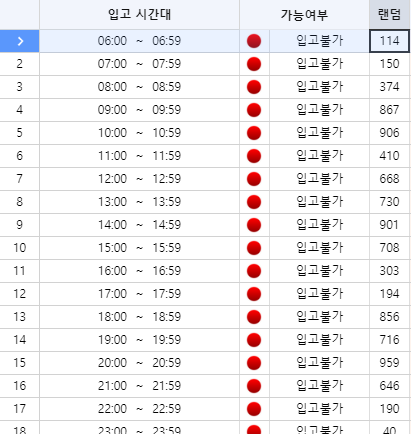 입고 시간대 가능여부 랜덤
06:00 ~ 06:59 입고불가 114
2 07:00 ~ 07:59 입고불가 150
3 08:00 ~ 08:59 입고불가 374
4 09:00 ~ 09:59 입고불가 867
5 10:00 ~ 10:59 입고불가 906
6 11:00 ~ 11:59 입고불가 410
7 12:00 ~ 12:59 입고불가 668
8 13:00 ~ 13:59 입고불가 730
9 14:00 ~ 14:59 입고불가 901
10 15:00 ~ 15:59 입고불가 708
11 16:00 ~ 16:59 입고불가 303
12 17:00 ~ 17:59 입고불가 194
13 18:00 ~ 18:59 입고불가 856
14 19:00 ~ 19:59 입고불가 716
15 20:00 ~ 20:59 입고불가 959
16 21:00 ~ 21:59 입고불가 646
17 22:00 ~ 22:59 입고불가 190
18 23:00 ~ 23:59 입고불가 40